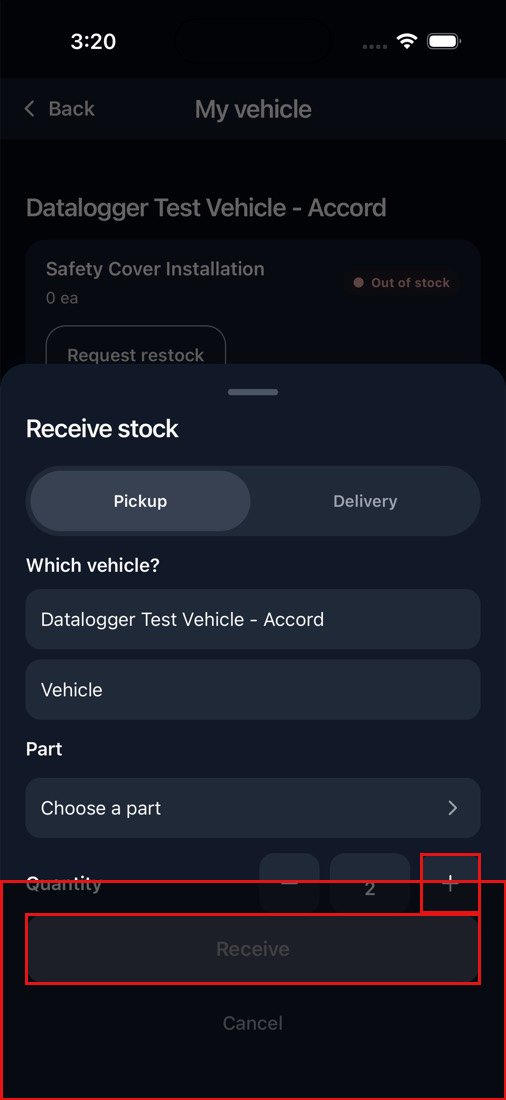 3:20
Back
My vehicle
Datalogger Test Vehicle - Accord
Safety Cover Installation
0 ea
Out of stock
Request restock
Receive stock
Pickup
Delivery
Which vehicle?
Datalogger Test Vehicle - Accord
Vehicle
Part
Choose a part
Quantity
− 2 +
Receive
Cancel